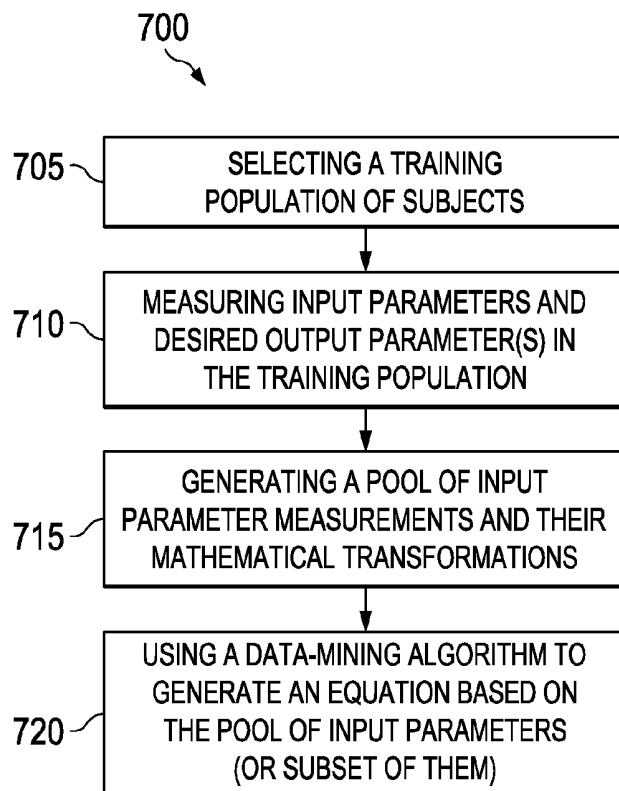 700
705
SELECTING A TRAINING
POPULATION OF SUBJECTS
710
MEASURING INPUT PARAMETERS AND
DESIRED OUTPUT PARAMETER(S) IN
THE TRAINING POPULATION
715
GENERATING A POOL OF INPUT
PARAMETER MEASUREMENTS AND THEIR
MATHEMATICAL TRANSFORMATIONS
720
USING A DATA-MINING ALGORITHM TO
GENERATE AN EQUATION BASED ON
THE POOL OF INPUT PARAMETERS
(OR SUBSET OF THEM)